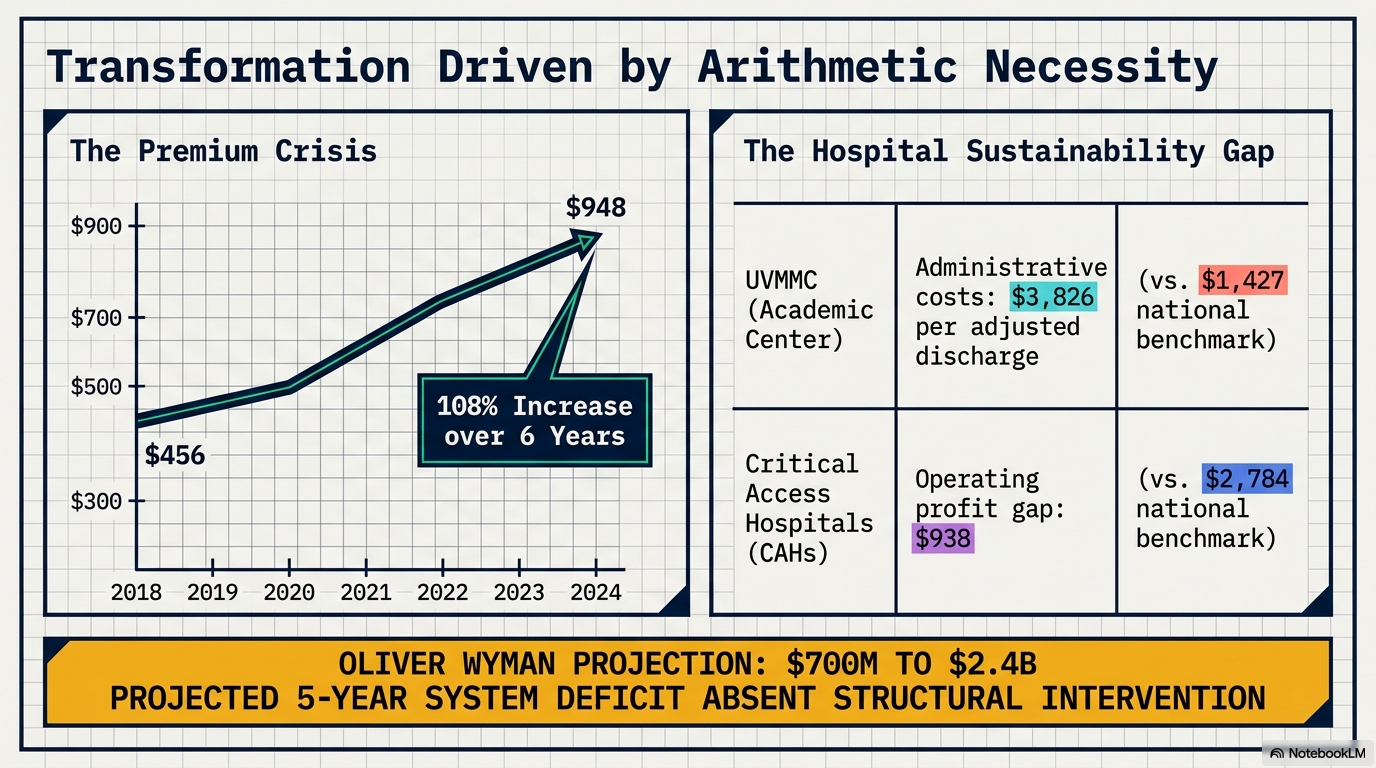 Transformation Driven by Arithmetic Necessity
The Premium Crisis
$948
$900
$700
$500
$300
$456
108% Increase
over 6 Years
2018 2019 2020 2021 2022 2023 2024
The Hospital Sustainability Gap
UVMMC
(Academic
Center)
Administrative
costs: $3,826
per adjusted
discharge
(vs. $1,427
national
benchmark)
Critical
Access
Hospitals
(CAHs)
Operating
profit gap:
$938
(vs. $2,784
national
benchmark)
OLIVER WYMAN PROJECTION: $700M TO $2.4B
PROJECTED 5-YEAR SYSTEM DEFICIT ABSENT STRUCTURAL INTERVENTION
NotebookLM